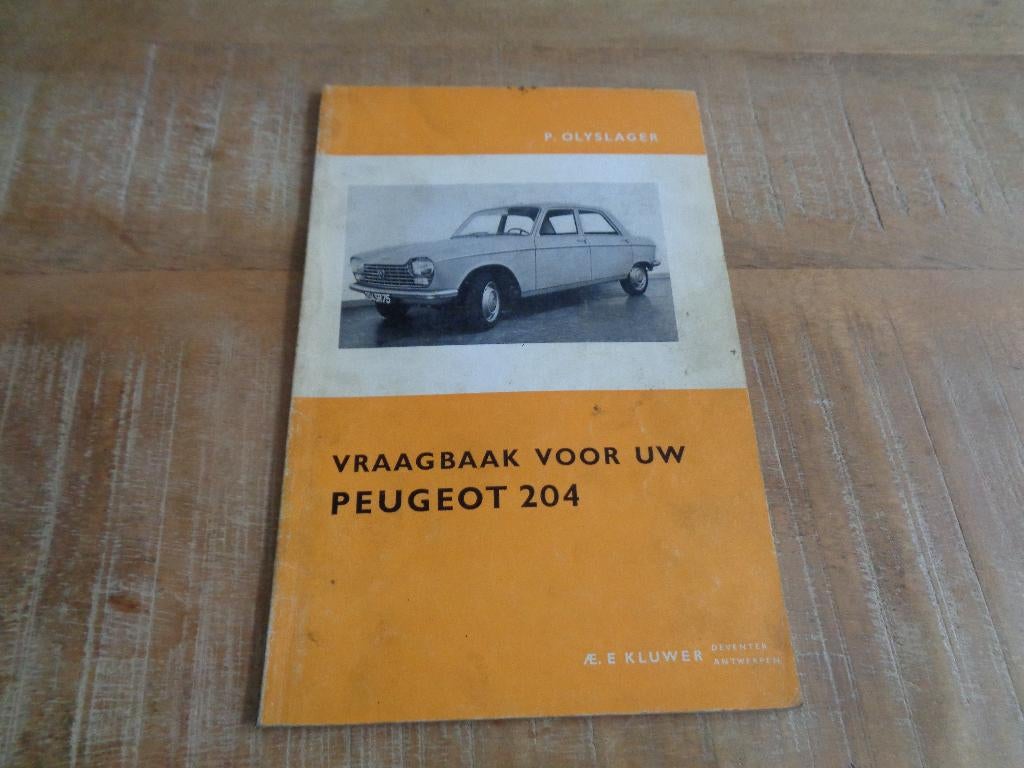 P. OLYSLAGER
VRAAGBAAK VOOR UW
PEUGEOT 204
Æ. E KLUWER DEVENTER
ANTWERPEN